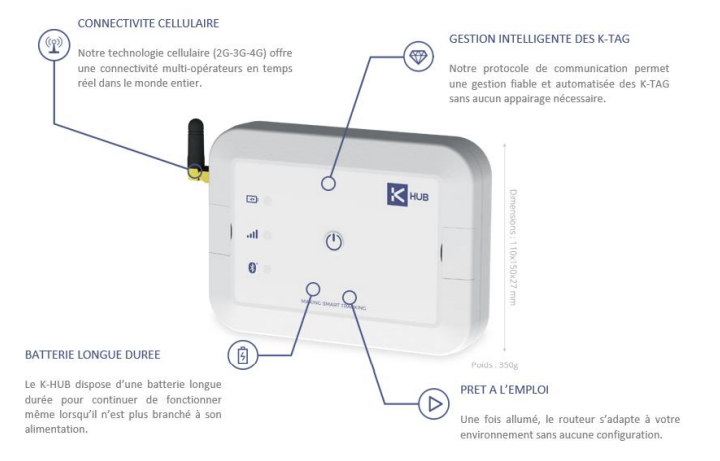 CONNECTIVITE CELLULAIRE
Notre technologie cellulaire (2G-3G-4G) offre
une connectivité multi-opérateurs en temps
réel dans le monde entier.
GESTION INTELLIGENTE DES K-TAG
Notre protocole de communication permet
une gestion fiable et automatisée des K-TAG
sans aucun appairage nécessaire.
K HUB
Dimensions : 110x150x27 mm
MAKING SMART TRACKING
Poids : 350g
BATTERIE LONGUE DUREE
Le K-HUB dispose d’une batterie longue
durée pour continuer de fonctionner
même lorsqu’il n’est plus branché à son
alimentation.
PRET A L’EMPLOI
Une fois allumé, le routeur s’adapte à votre
environnement sans aucune configuration.